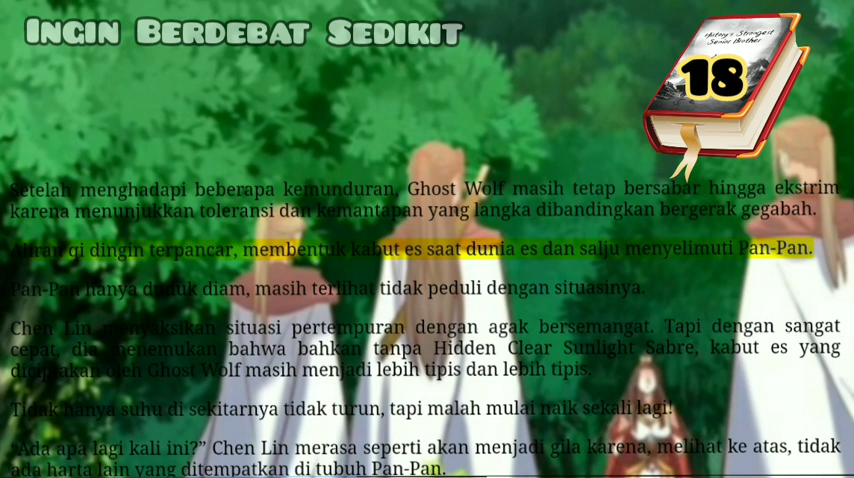 Ingin Berdebat Sedikit
History's Strongest
Senior Brother
18
Setelah menghadapi beberapa kemunduran, Ghost Wolf masih tetap bersabar hingga ekstrim
karena menunjukkan toleransi dan kemantapan yang langka dibandingkan bergerak gegabah.
Aliran qi dingin terpancar, membentuk kabut es saat dunia es dan salju menyelimuti Pan-Pan.
Pan-Pan hanya duduk diam, masih terlihat tidak peduli dengan situasinya.
Chen Lin menyaksikan situasi pertempuran dengan agak bersemangat. Tapi dengan sangat
cepat, dia menemukan bahwa bahkan tanpa Hidden Clear Sunlight Sabre, kabut es yang
diciptakan oleh Ghost Wolf masih menjadi lebih tipis dan lebih tipis.
Tidak hanya suhu di sekitarnya tidak turun, tapi malah mulai naik sekali lagi!
“Ada apa lagi kali ini?” Chen Lin merasa seperti akan menjadi gila karena, melihat ke atas, tidak
ada harta lain yang ditempatkan di tubuh Pan-Pan.